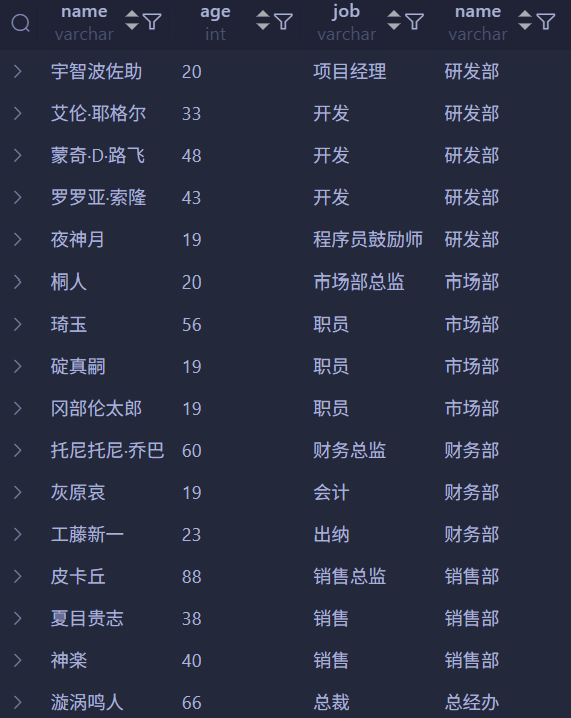 name age job name
varchar int varchar varchar
宇智波佐助 20 项目经理 研发部
艾伦·耶格尔 33 开发 研发部
蒙奇·D·路飞 48 开发 研发部
罗罗亚·索隆 43 开发 研发部
夜神月 19 程序员鼓励师 研发部
桐人 20 市场部总监 市场部
琦玉 56 职员 市场部
碇真嗣 19 职员 市场部
冈部伦太郎 19 职员 市场部
托尼托尼·乔巴 60 财务总监 财务部
灰原哀 19 会计 财务部
工藤新一 23 出纳 财务部
皮卡丘 88 销售总监 销售部
夏目贵志 38 销售 销售部
神楽 40 销售 销售部
漩涡鸣人 66 总裁 总经办